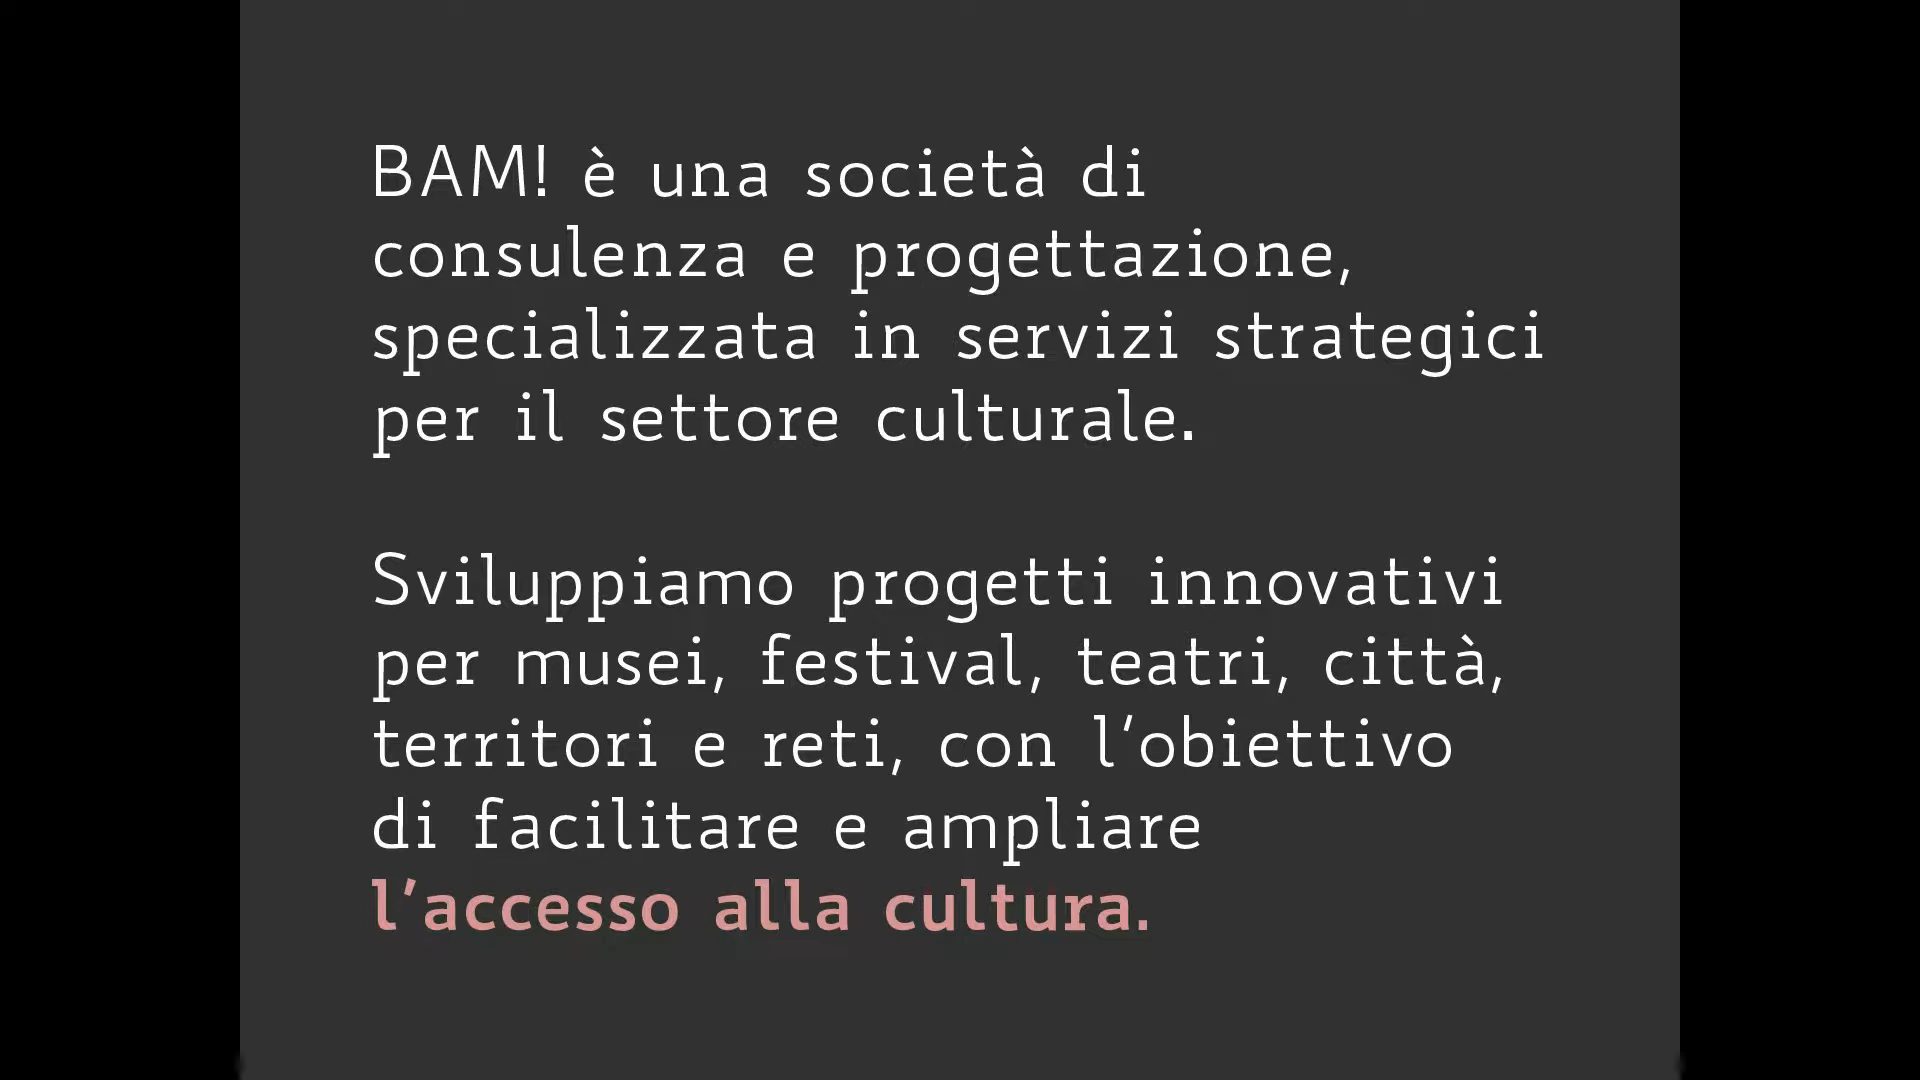 BAM! è una società di
consulenza e progettazione,
specializzata in servizi strategici
per il settore culturale.
Sviluppiamo progetti innovativi
per musei, festival, teatri, città,
territori e reti, con l’obiettivo
di facilitare e ampliare
l’accesso alla cultura.